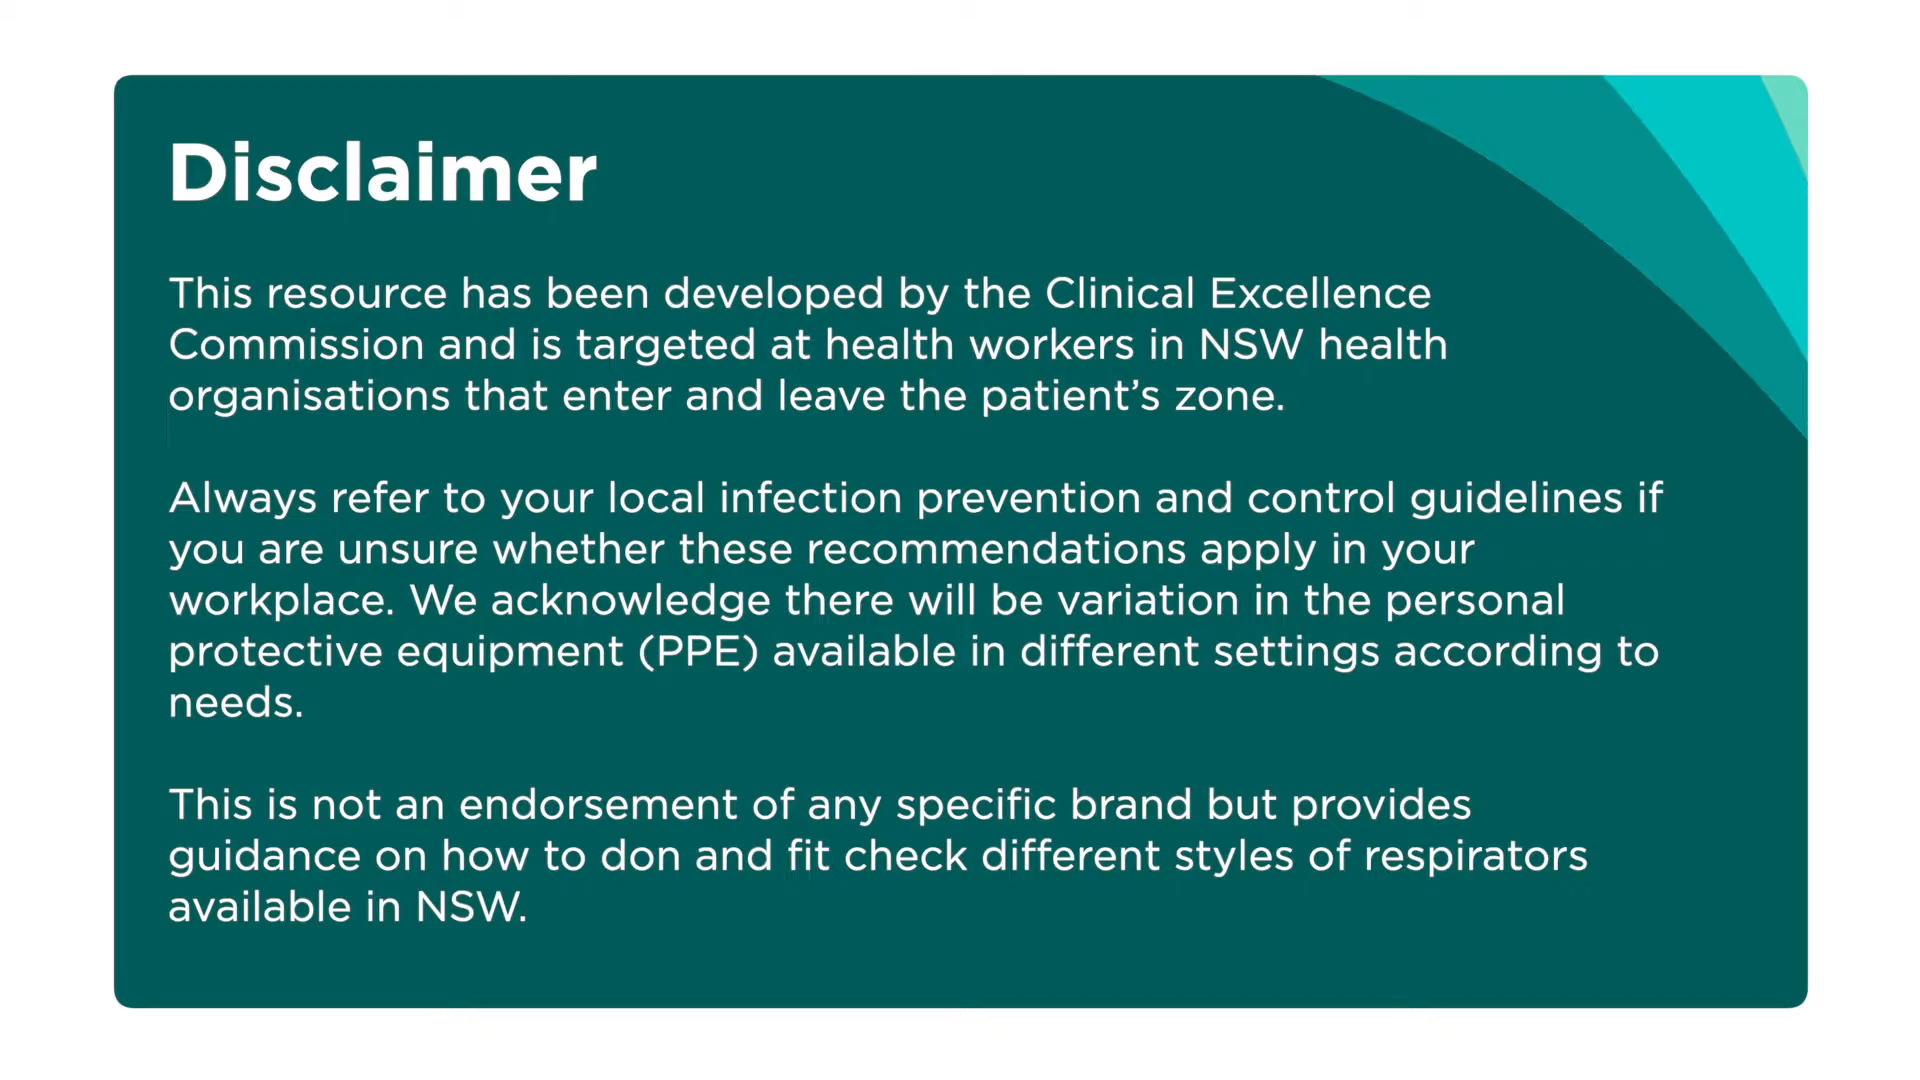 Disclaimer
This resource has been developed by the Clinical Excellence
Commission and is targeted at health workers in NSW health
organisations that enter and leave the patient’s zone.
Always refer to your local infection prevention and control guidelines if
you are unsure whether these recommendations apply in your
workplace. We acknowledge there will be variation in the personal
protective equipment (PPE) available in different settings according to
needs.
This is not an endorsement of any specific brand but provides
guidance on how to don and fit check different styles of respirators
available in NSW.